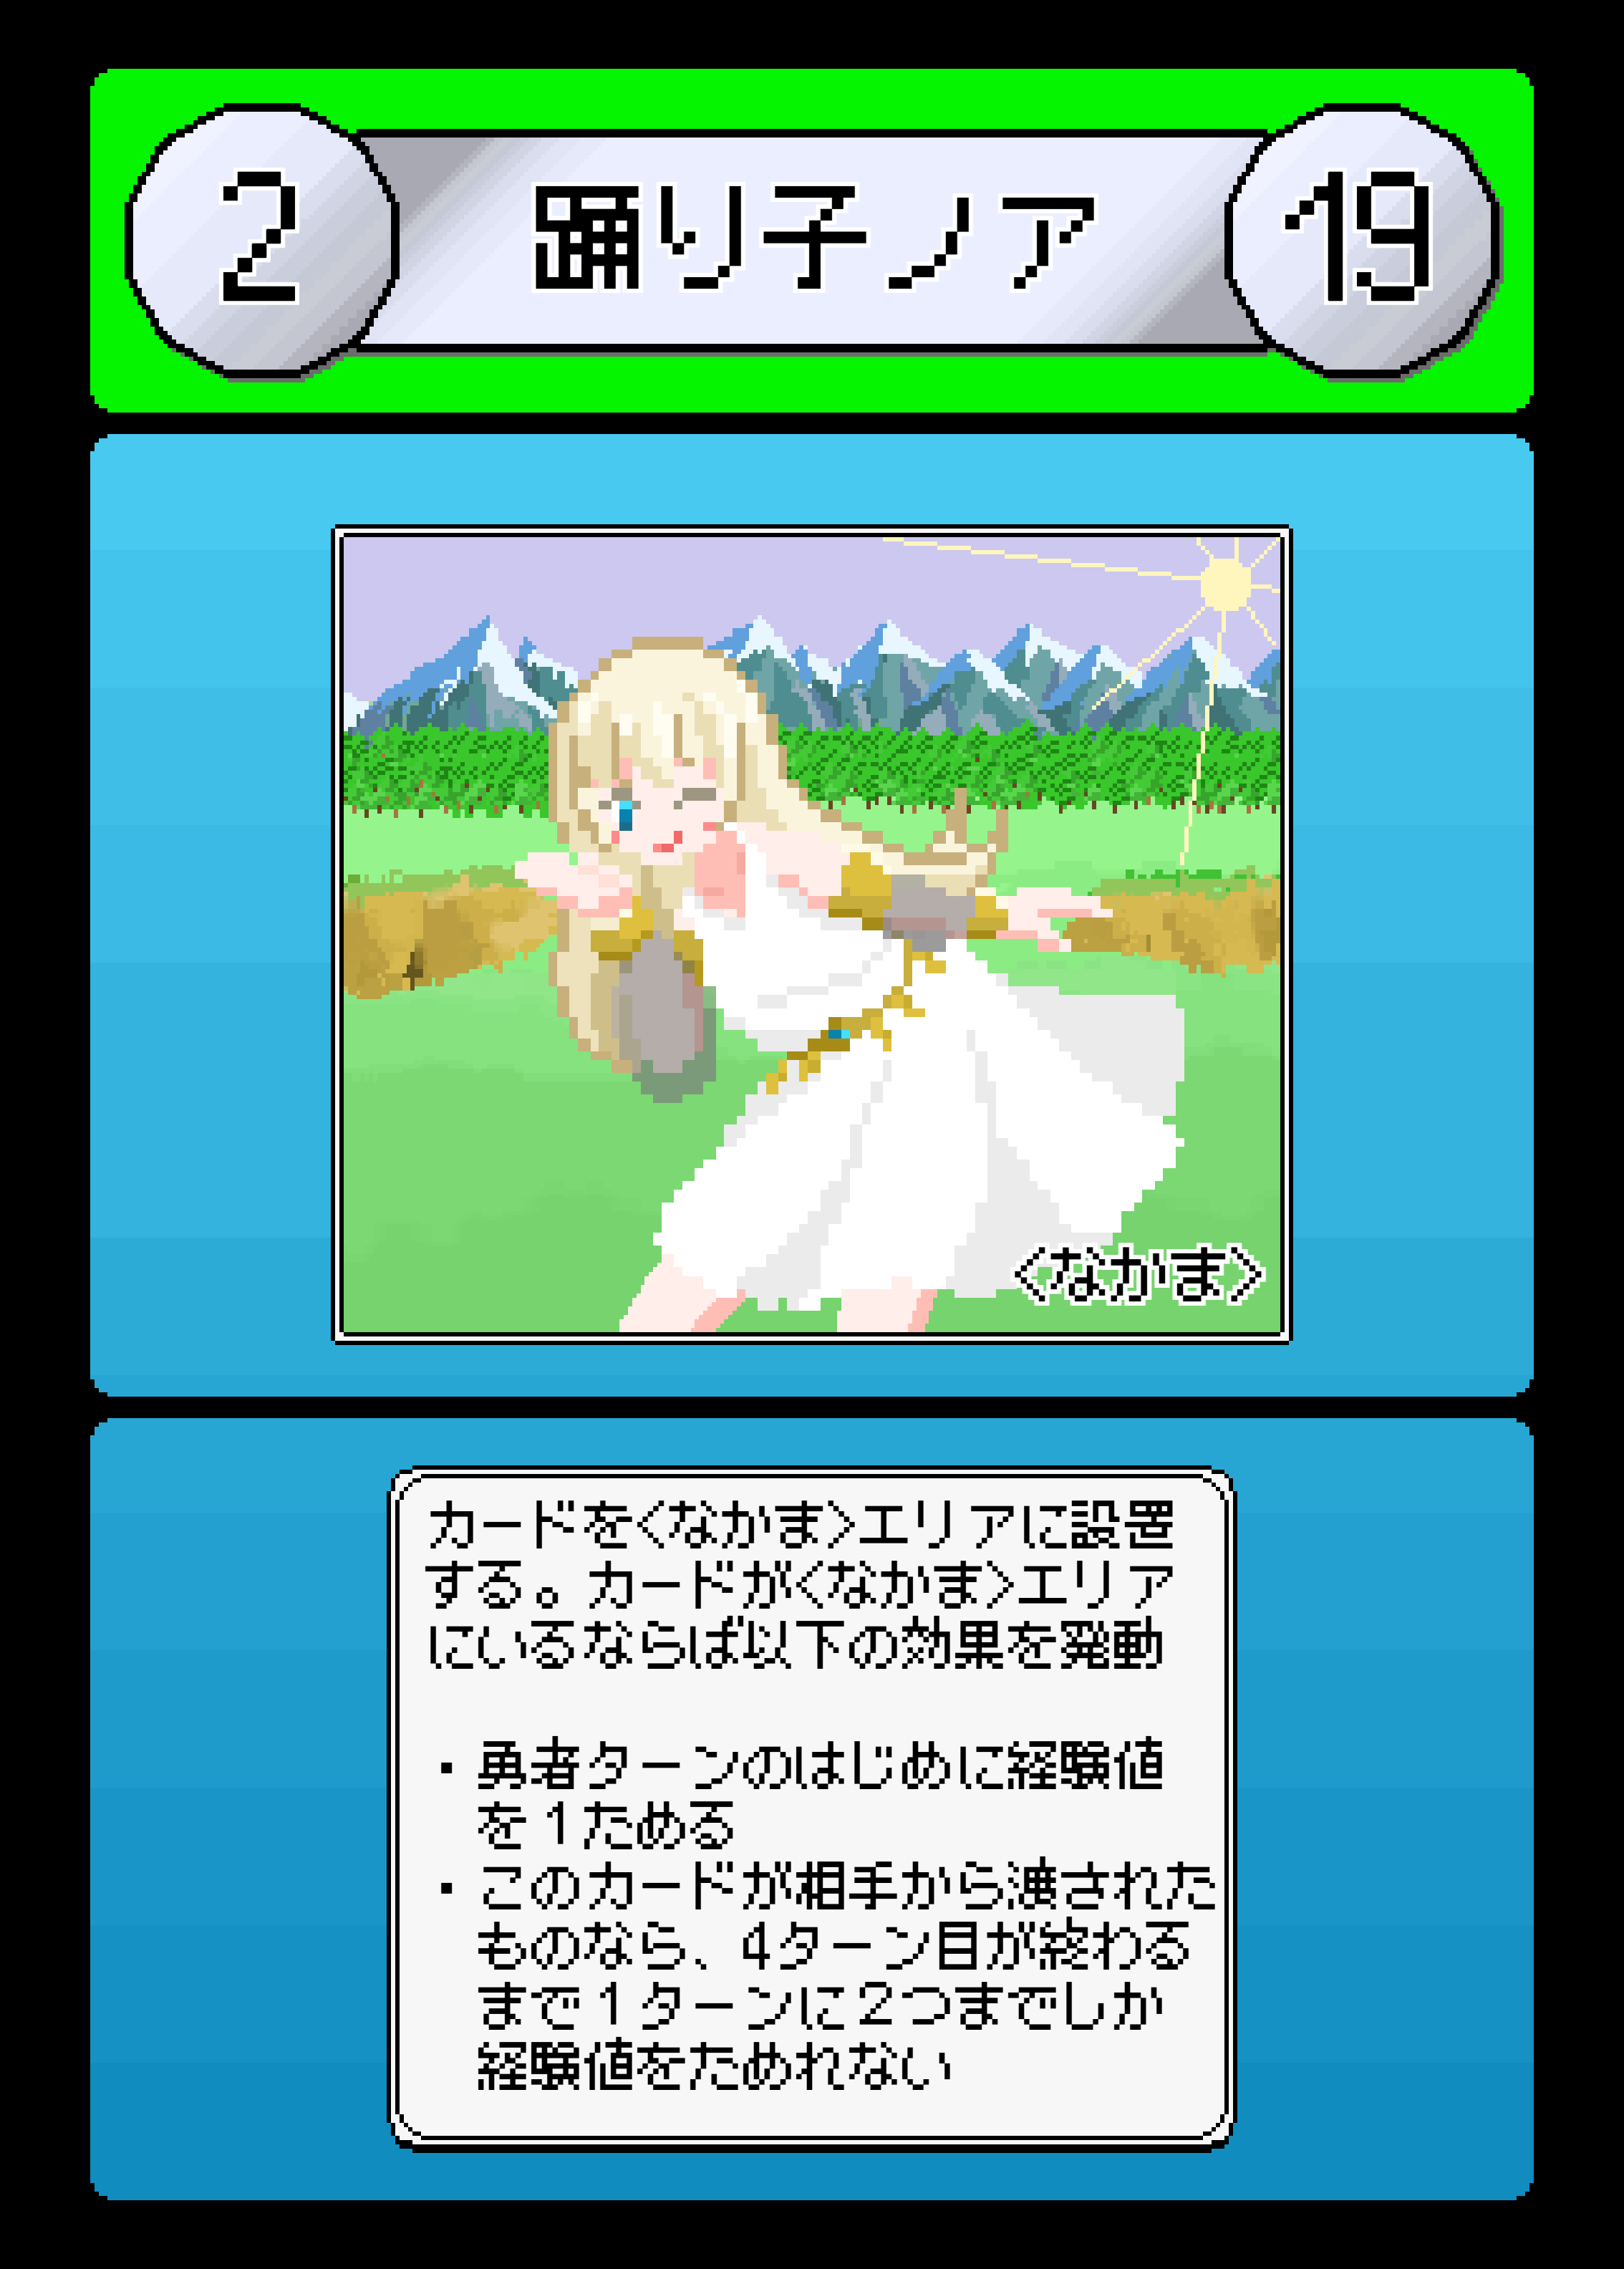 2 踊り子ノア 19
<なかま>
カードを<なかま>エリアに設置
する。カードが<なかま>エリア
にいるならば以下の効果を発動
・勇者ターンのはじめに経験値
を1ためる
・このカードが相手から渡された
ものなら、4ターン目が終わる
まで1ターンに2つまでしか
経験値をためれない